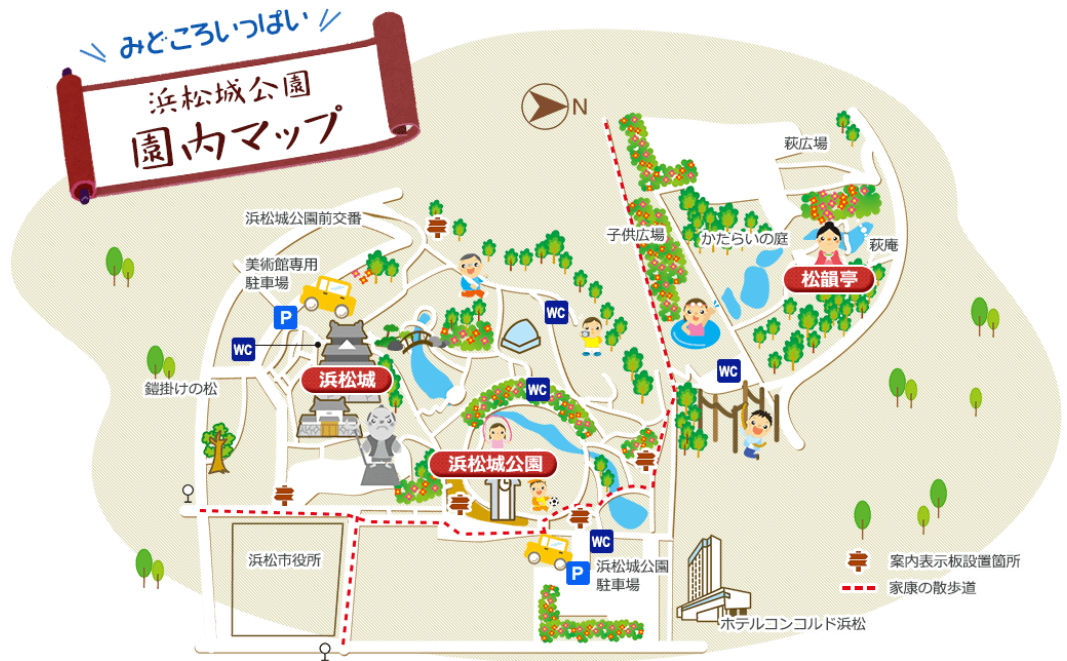 みどころいっぱい
浜松城公園
園内マップ
N
萩広場
浜松城公園前交番
子供広場
かたらいの庭
萩庵
美術館専用
駐車場
松韻亭
P
WC
WC
浜松城
WC
鎧掛けの松
WC
浜松城公園
浜松市役所
WC
P
浜松城公園
駐車場
案内表示板設置箇所
家康の散歩道
ホテルコンコルド浜松